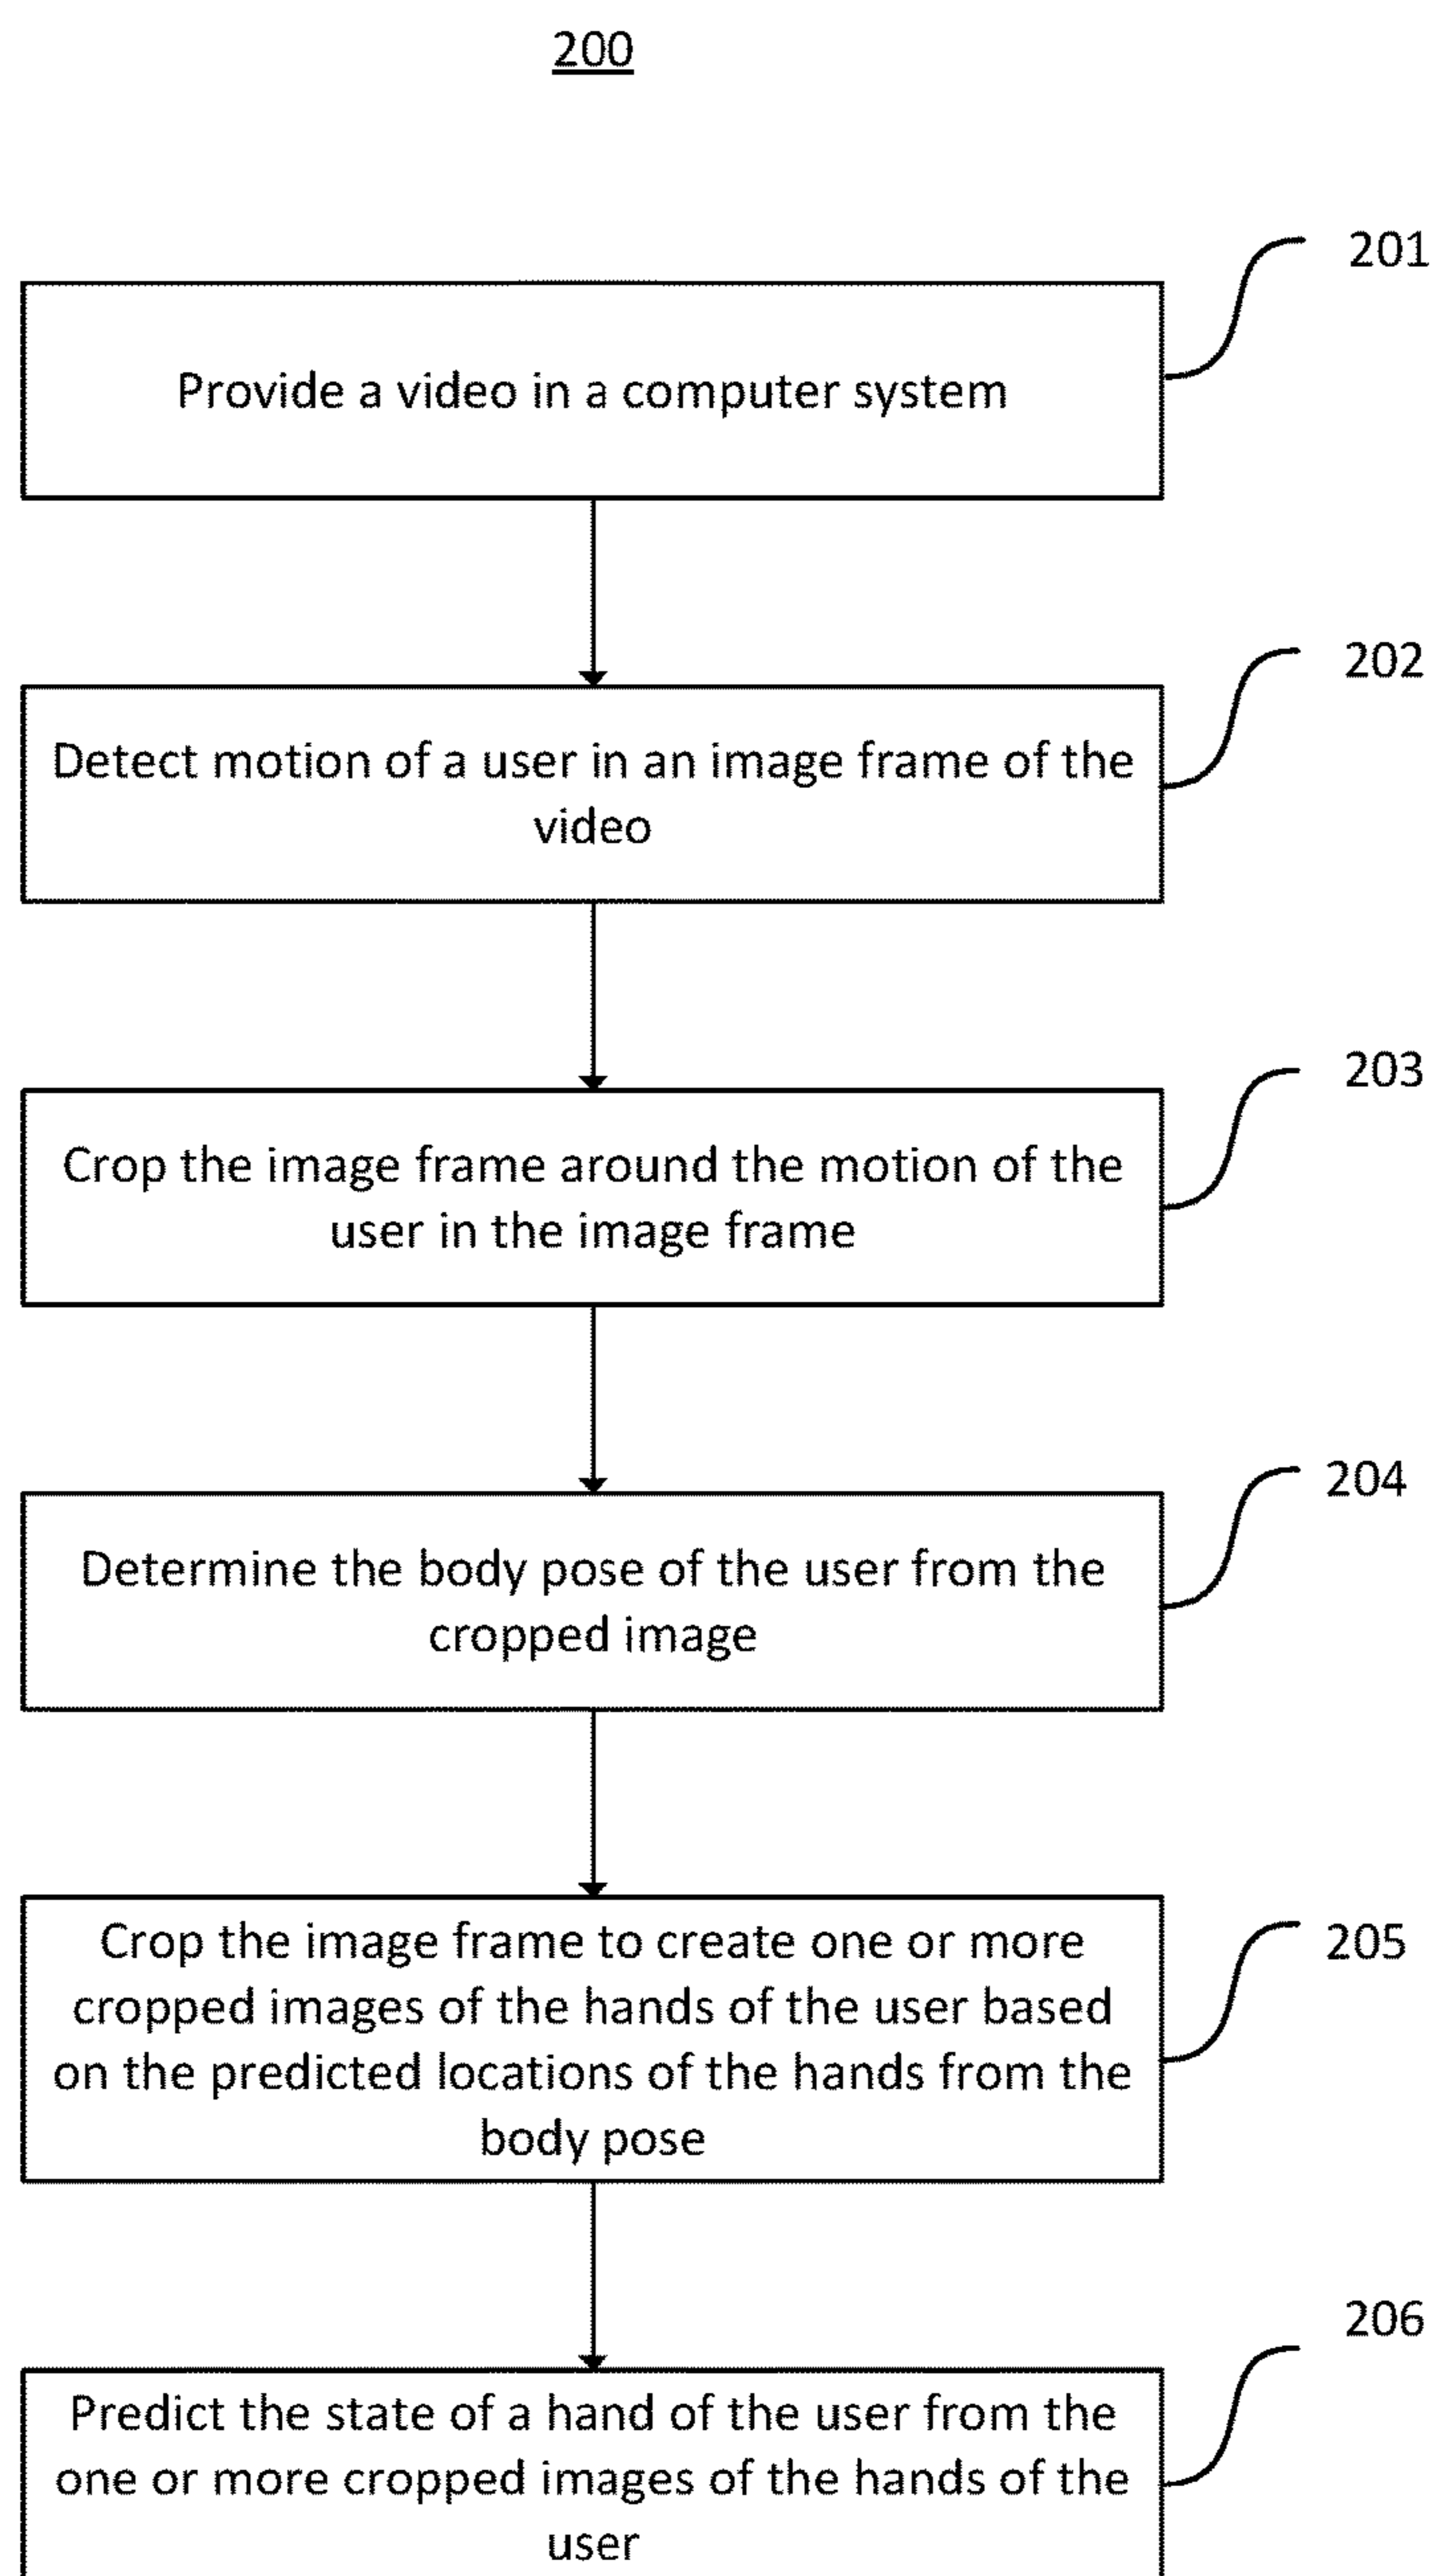 200
201
Provide a video in a computer system
202
Detect motion of a user in an image frame of the
video
203
Crop the image frame around the motion of the
user in the image frame
204
Determine the body pose of the user from the
cropped image
205
Crop the image frame to create one or more
cropped images of the hands of the user based
on the predicted locations of the hands from the
body pose
206
Predict the state of a hand of the user from the
one or more cropped images of the hands of the
user